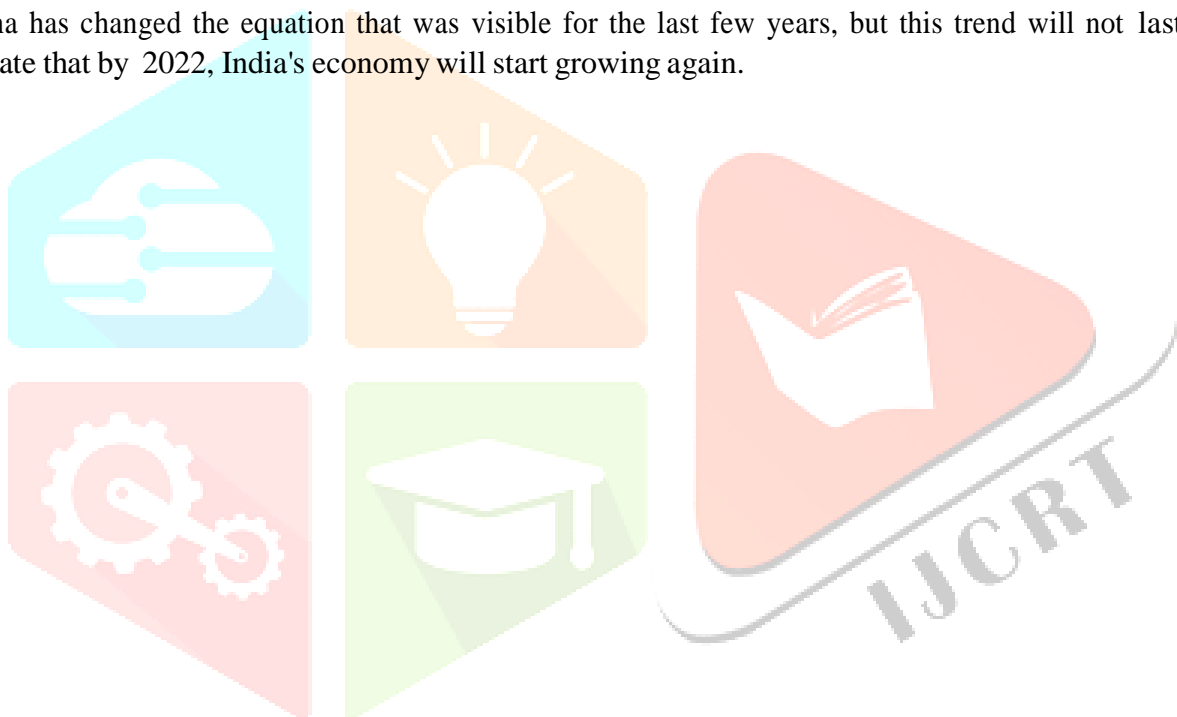 na has changed the equation that was visible for the last few years, but this trend will not last
ate that by 2022, India's economy will start growing again.
IJCRT